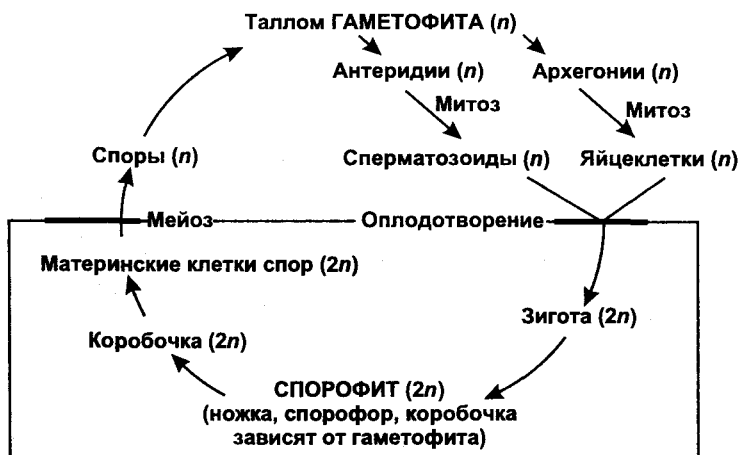 Таллом ГАМЕТОФИТА (n)
Антеридии (n)
Архегонии (n)
Митоз
Митоз
Споры (n)
Сперматозоиды (n)
Яйцеклетки (n)
Мейоз
Оплодотворение
Материнские клетки спор (2n)
Зигота (2n)
Коробочка (2n)
СПОРОФИТ (2n)
(ножка, спорофор, коробочка
зависят от гаметофита)